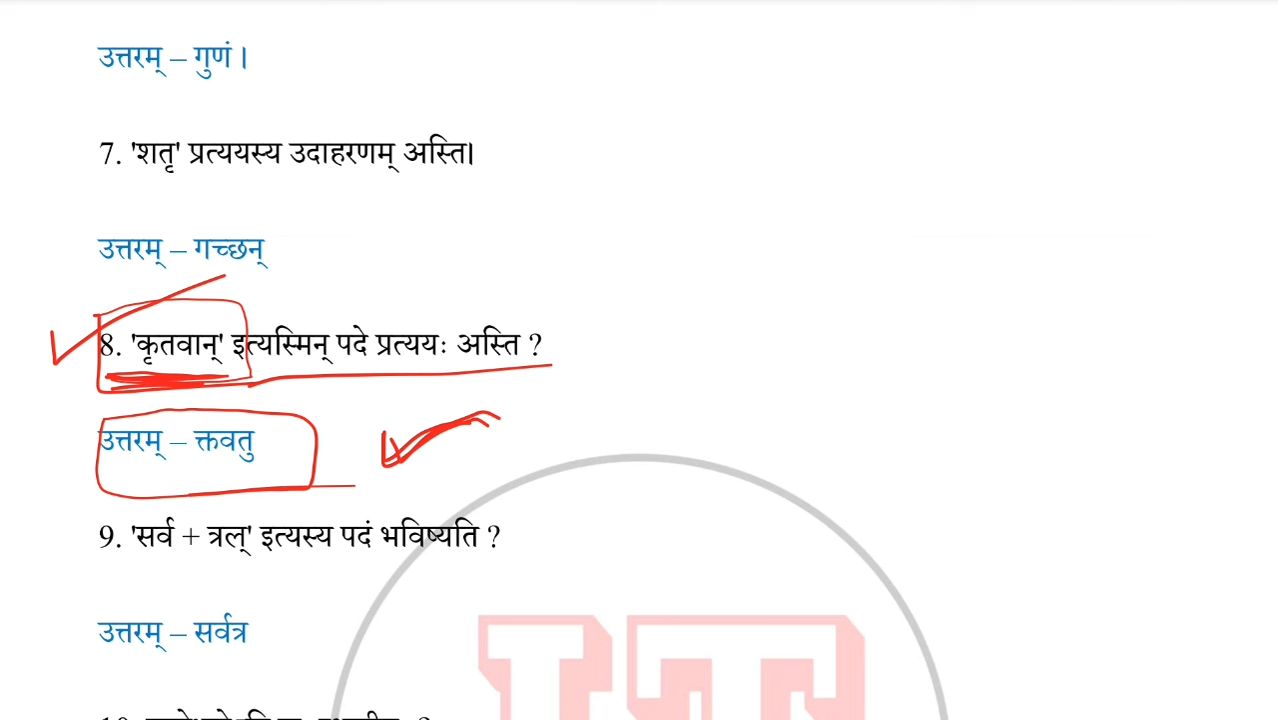 उत्तरम् – गुणं ।
7. 'शतृ' प्रत्ययस्य उदाहरणम् अस्ति।
उत्तरम् – गच्छन्
8. 'कृतवान्' इत्यस्मिन् पदे प्रत्ययः अस्ति ?
उत्तरम् – क्तवतु
9. 'सर्व + त्रल्' इत्यस्य पदं भविष्यति ?
उत्तरम् – सर्वत्र